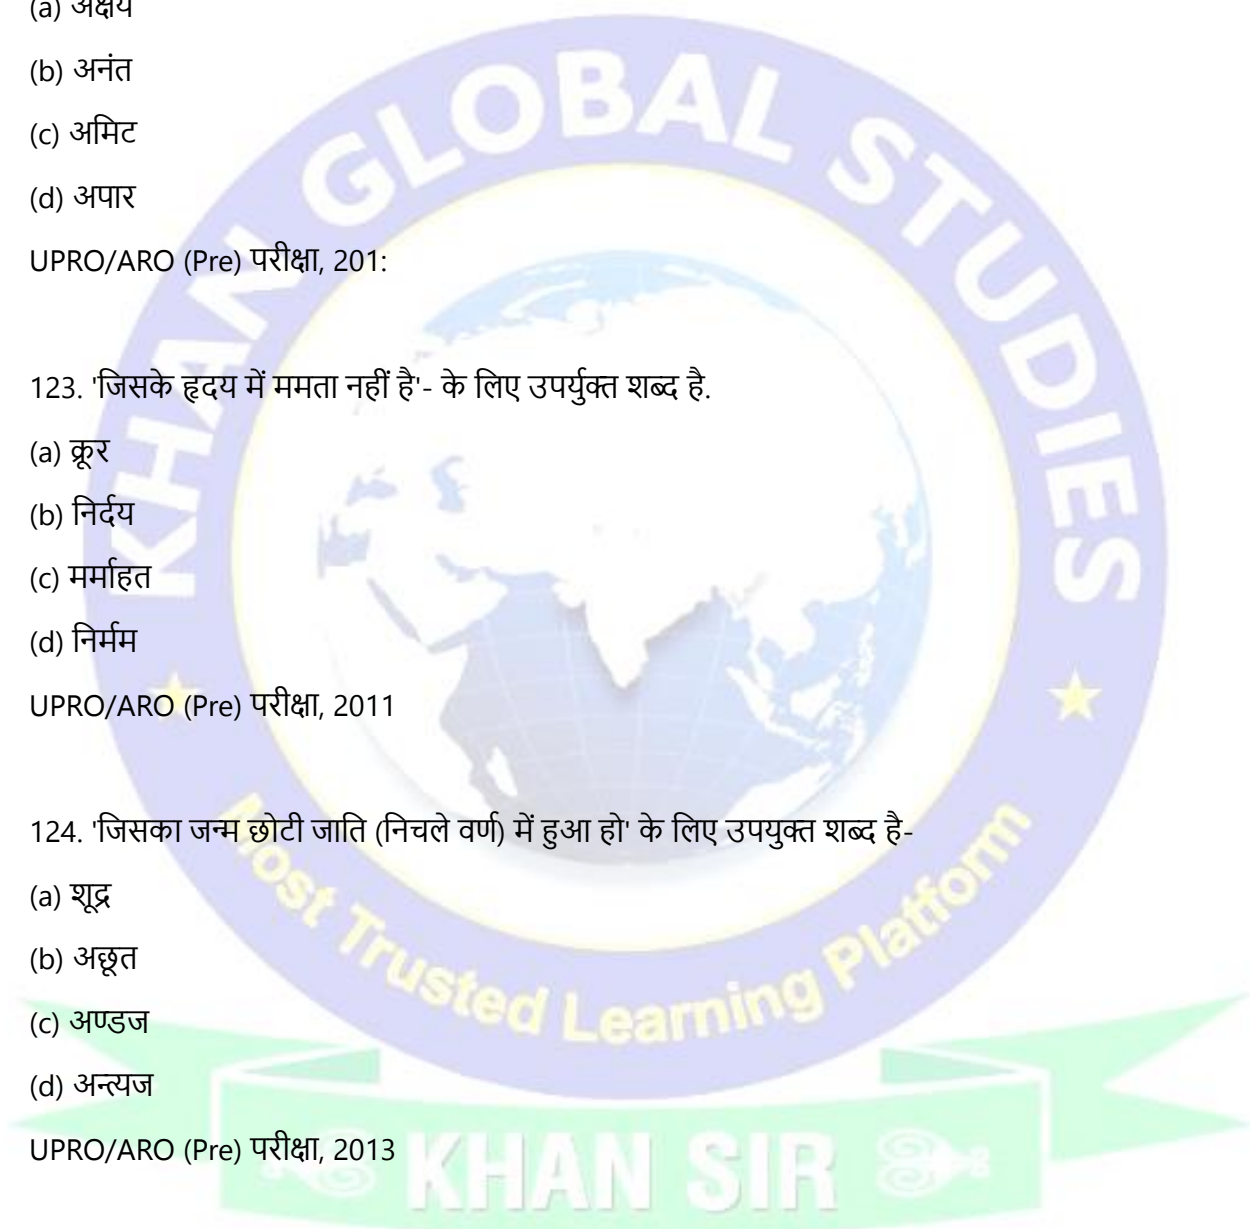 (a) अक्षय
(b) अनंत
(c) अमिट
(d) अपार
UPRO/ARO (Pre) परीक्षा, 201:
123. 'जिसके हृदय में ममता नहीं है'- के लिए उपर्युक्त शब्द है.
(a) क्रूर
(b) निर्दय
(c) मर्माहत
(d) निर्मम
UPRO/ARO (Pre) परीक्षा, 2011
124. 'जिसका जन्म छोटी जाति (निचले वर्ण) में हुआ हो' के लिए उपयुक्त शब्द है-
(a) शूद्र
(b) अछूत
(c) अण्डज
(d) अन्त्यज
UPRO/ARO (Pre) परीक्षा, 2013
KHAN GLOBAL STUDIES
Most Trusted Learning Platform
KHAN SIR